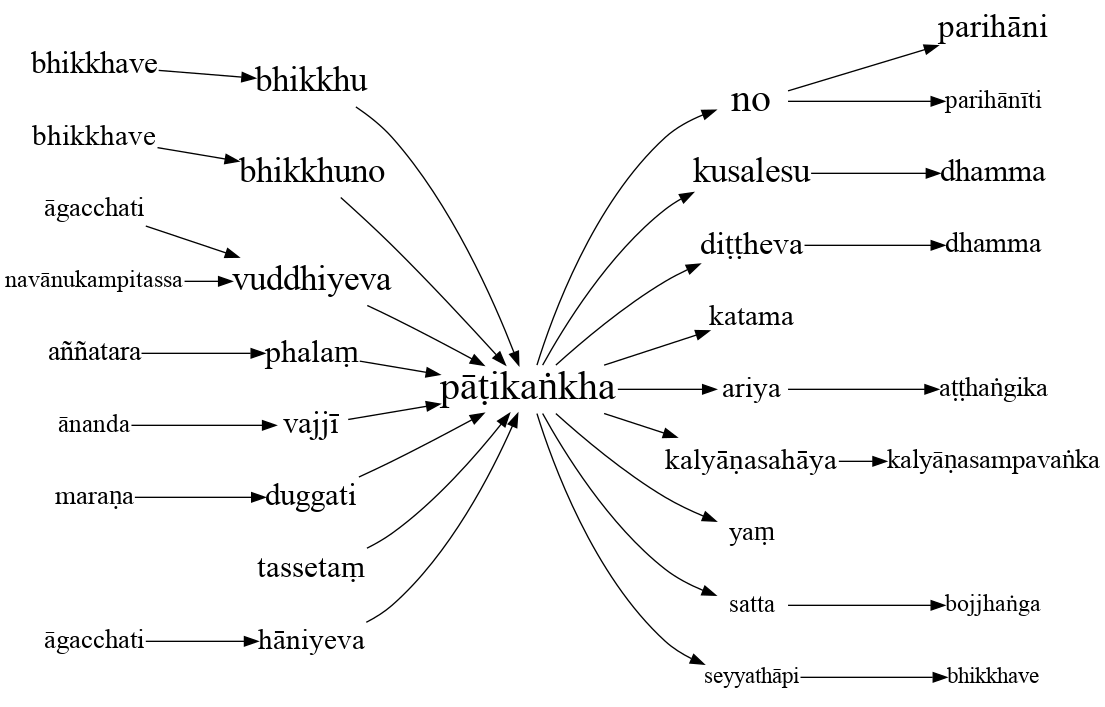 bhikkhave
bhikkhu
bhikkhave
bhikkhuno
āgacchati
navānukampitassa
vuddhiyeva
aññatara
phalaṃ
ānanda
vajjī
maraṇa
duggati
tassetaṃ
āgacchati
hāniyeva
pāṭikaṅkha
no
parihāni
parihānīti
kusalesu
dhamma
diṭṭheva
dhamma
katama
ariya
aṭṭhaṅgika
kalyāṇasahāya
kalyāṇasampavaṅka
yaṃ
satta
bojjhaṅga
seyyathāpi
bhikkhave